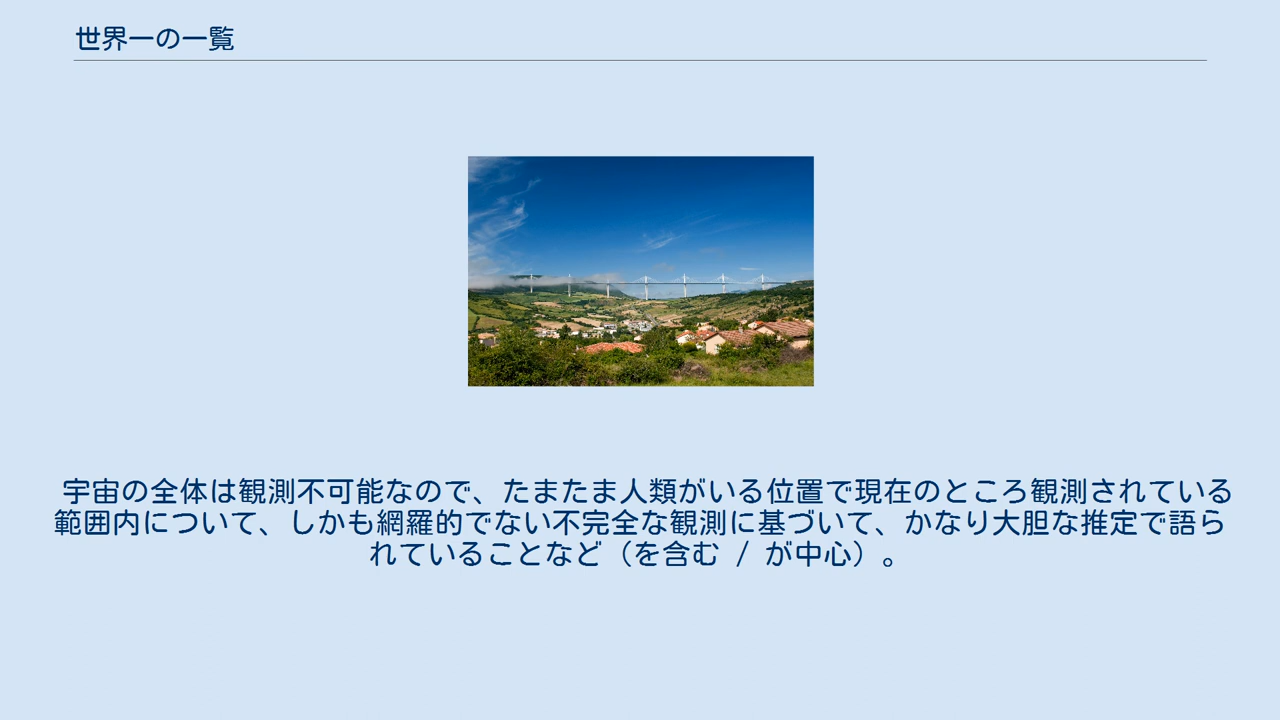 世界一の一覧
宇宙の全体は観測不可能なので、たまたま人類がいる位置で現在のところ観測されている
範囲内について、しかも網羅的でない不完全な観測に基づいて、かなり大胆な推定で語ら
れていることなど（を含む / が中心）。